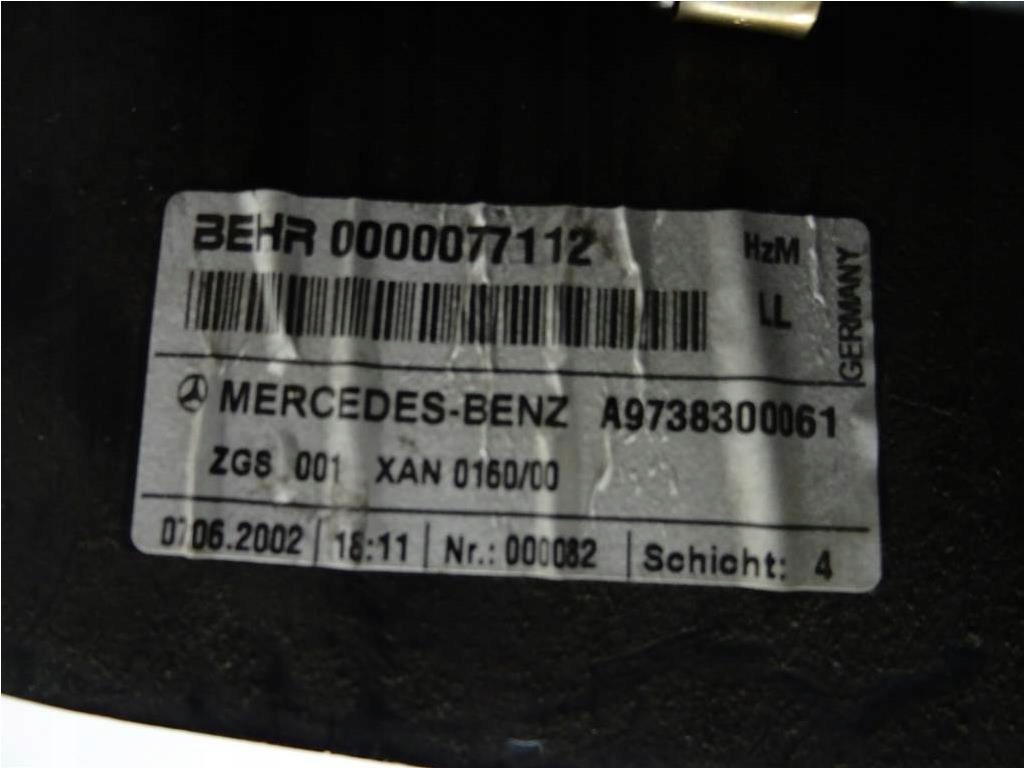 BEHR 0000077112 HzM
LL
GERMANY
MERCEDES-BENZ A9738300061
ZGS 001 XAN 0160/00
07.06.2002 18:11 Nr.: 000082 Schicht: 4